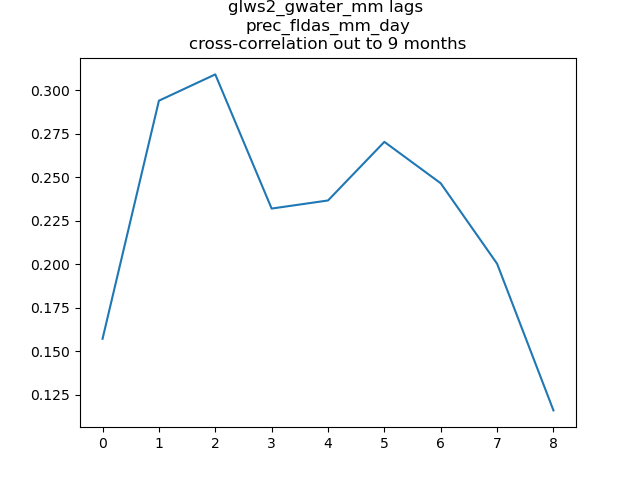 glws2_gwater_mm lags
prec_fldas_mm_day
cross-correlation out to 9 months
0.300
0.275
0.250
0.225
0.200
0.175
0.150
0.125
0 1 2 3 4 5 6 7 8